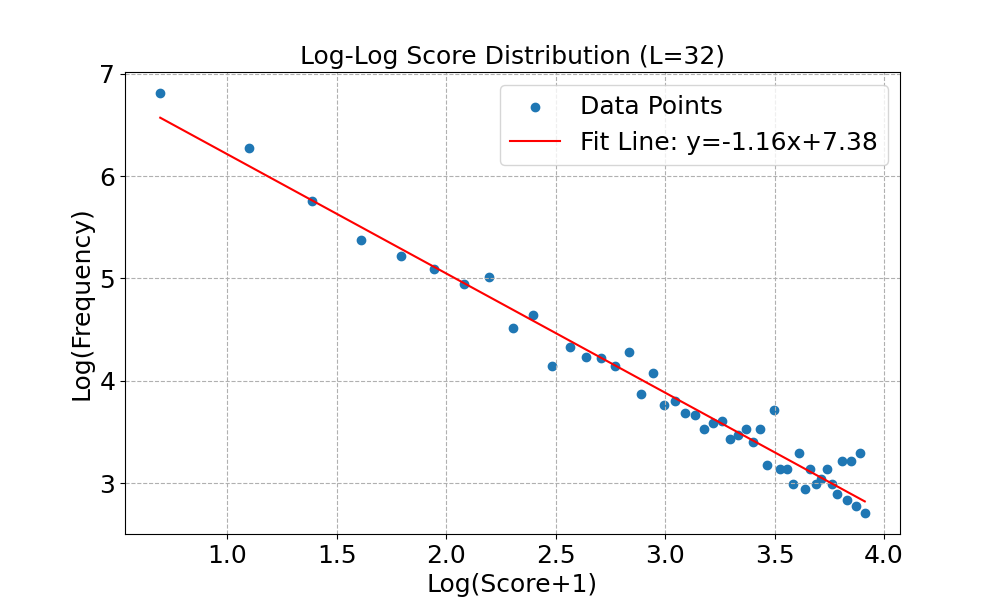 Log-Log Score Distribution (L=32)
Data Points
Fit Line: y=-1.16x+7.38
7
6
5
4
3
Log(Frequency)
1.0 1.5 2.0 2.5 3.0 3.5 4.0
Log(Score+1)